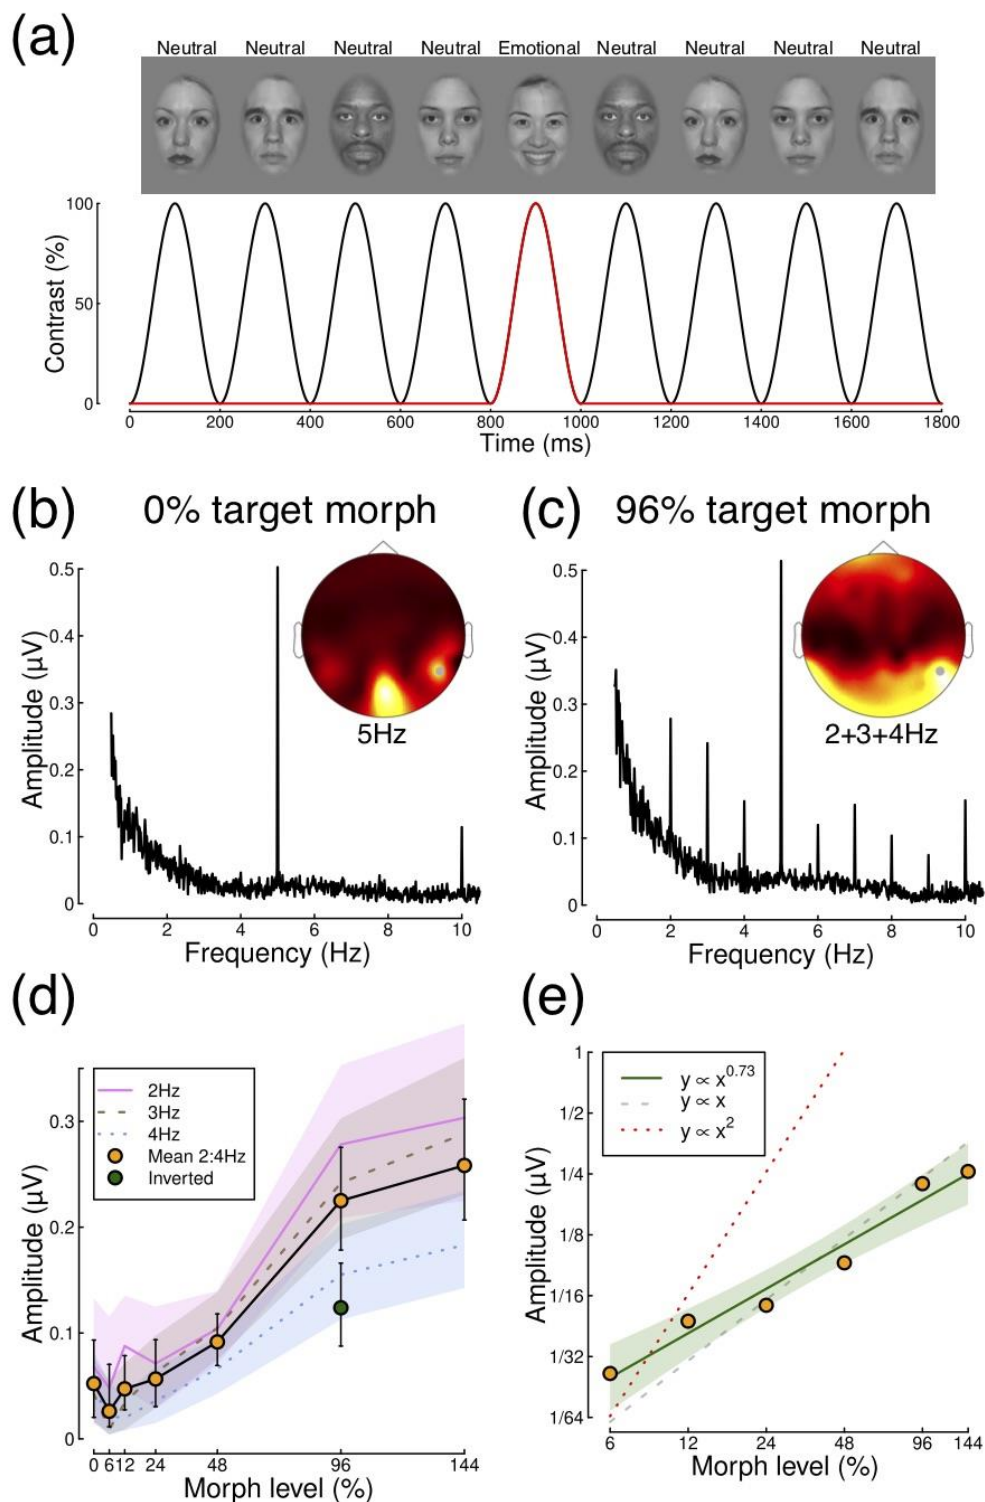 (a)
Neutral Neutral Neutral Neutral Emotional Neutral Neutral Neutral Neutral
100
50
0
Contrast (%)
0 200 400 600 800 1000 1200 1400 1600 1800
Time (ms)
(b) 0% target morph
0.5
0.4
0.3
0.2
0.1
0
Amplitude (µV)
5Hz
0 2 4 6 8 10
Frequency (Hz)
(c) 96% target morph
0.5
0.4
0.3
0.2
0.1
0
Amplitude (µV)
2+3+4Hz
0 2 4 6 8 10
Frequency (Hz)
(d)
2Hz
3Hz
4Hz
Mean 2:4Hz
Inverted
0.3
0.2
0.1
0
Amplitude (µV)
0 6 12 24 48 96 144
Morph level (%)
(e)
y ∝ x^0.73
y ∝ x
y ∝ x^2
1
1/2
1/4
1/8
1/16
1/32
1/64
Amplitude (µV)
6 12 24 48 96 144
Morph level (%)